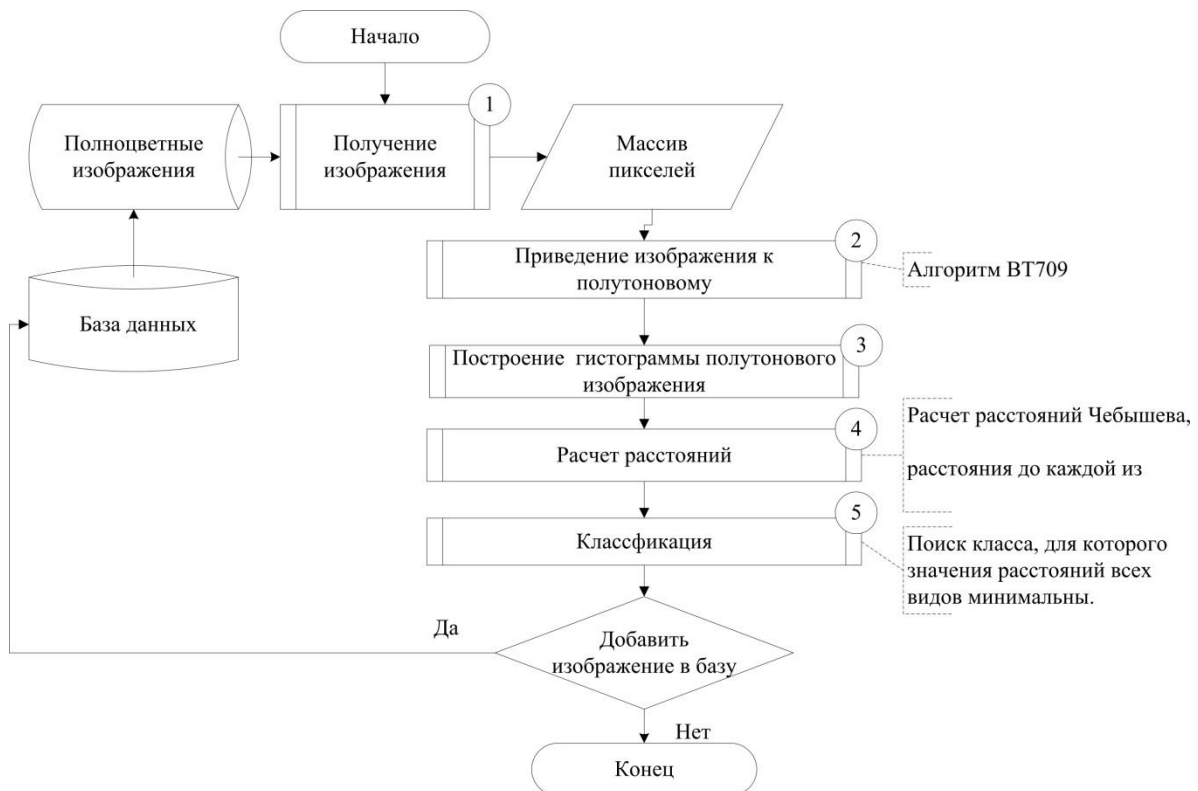 Начало
1
Полноцветные
изображения
Получение
изображения
Массив
пикселей
2
Приведение изображения к
полутоновому
Алгоритм BT709
База данных
3
Построение гистограммы полутонового
изображения
4
Расчет расстояний
Расчет расстояний Чебышева,
расстояния до каждой из
5
Классфикация
Поиск класса, для которого
значения расстояний всех
видов минимальны.
Да
Добавить
изображение в базу
Нет
Конец